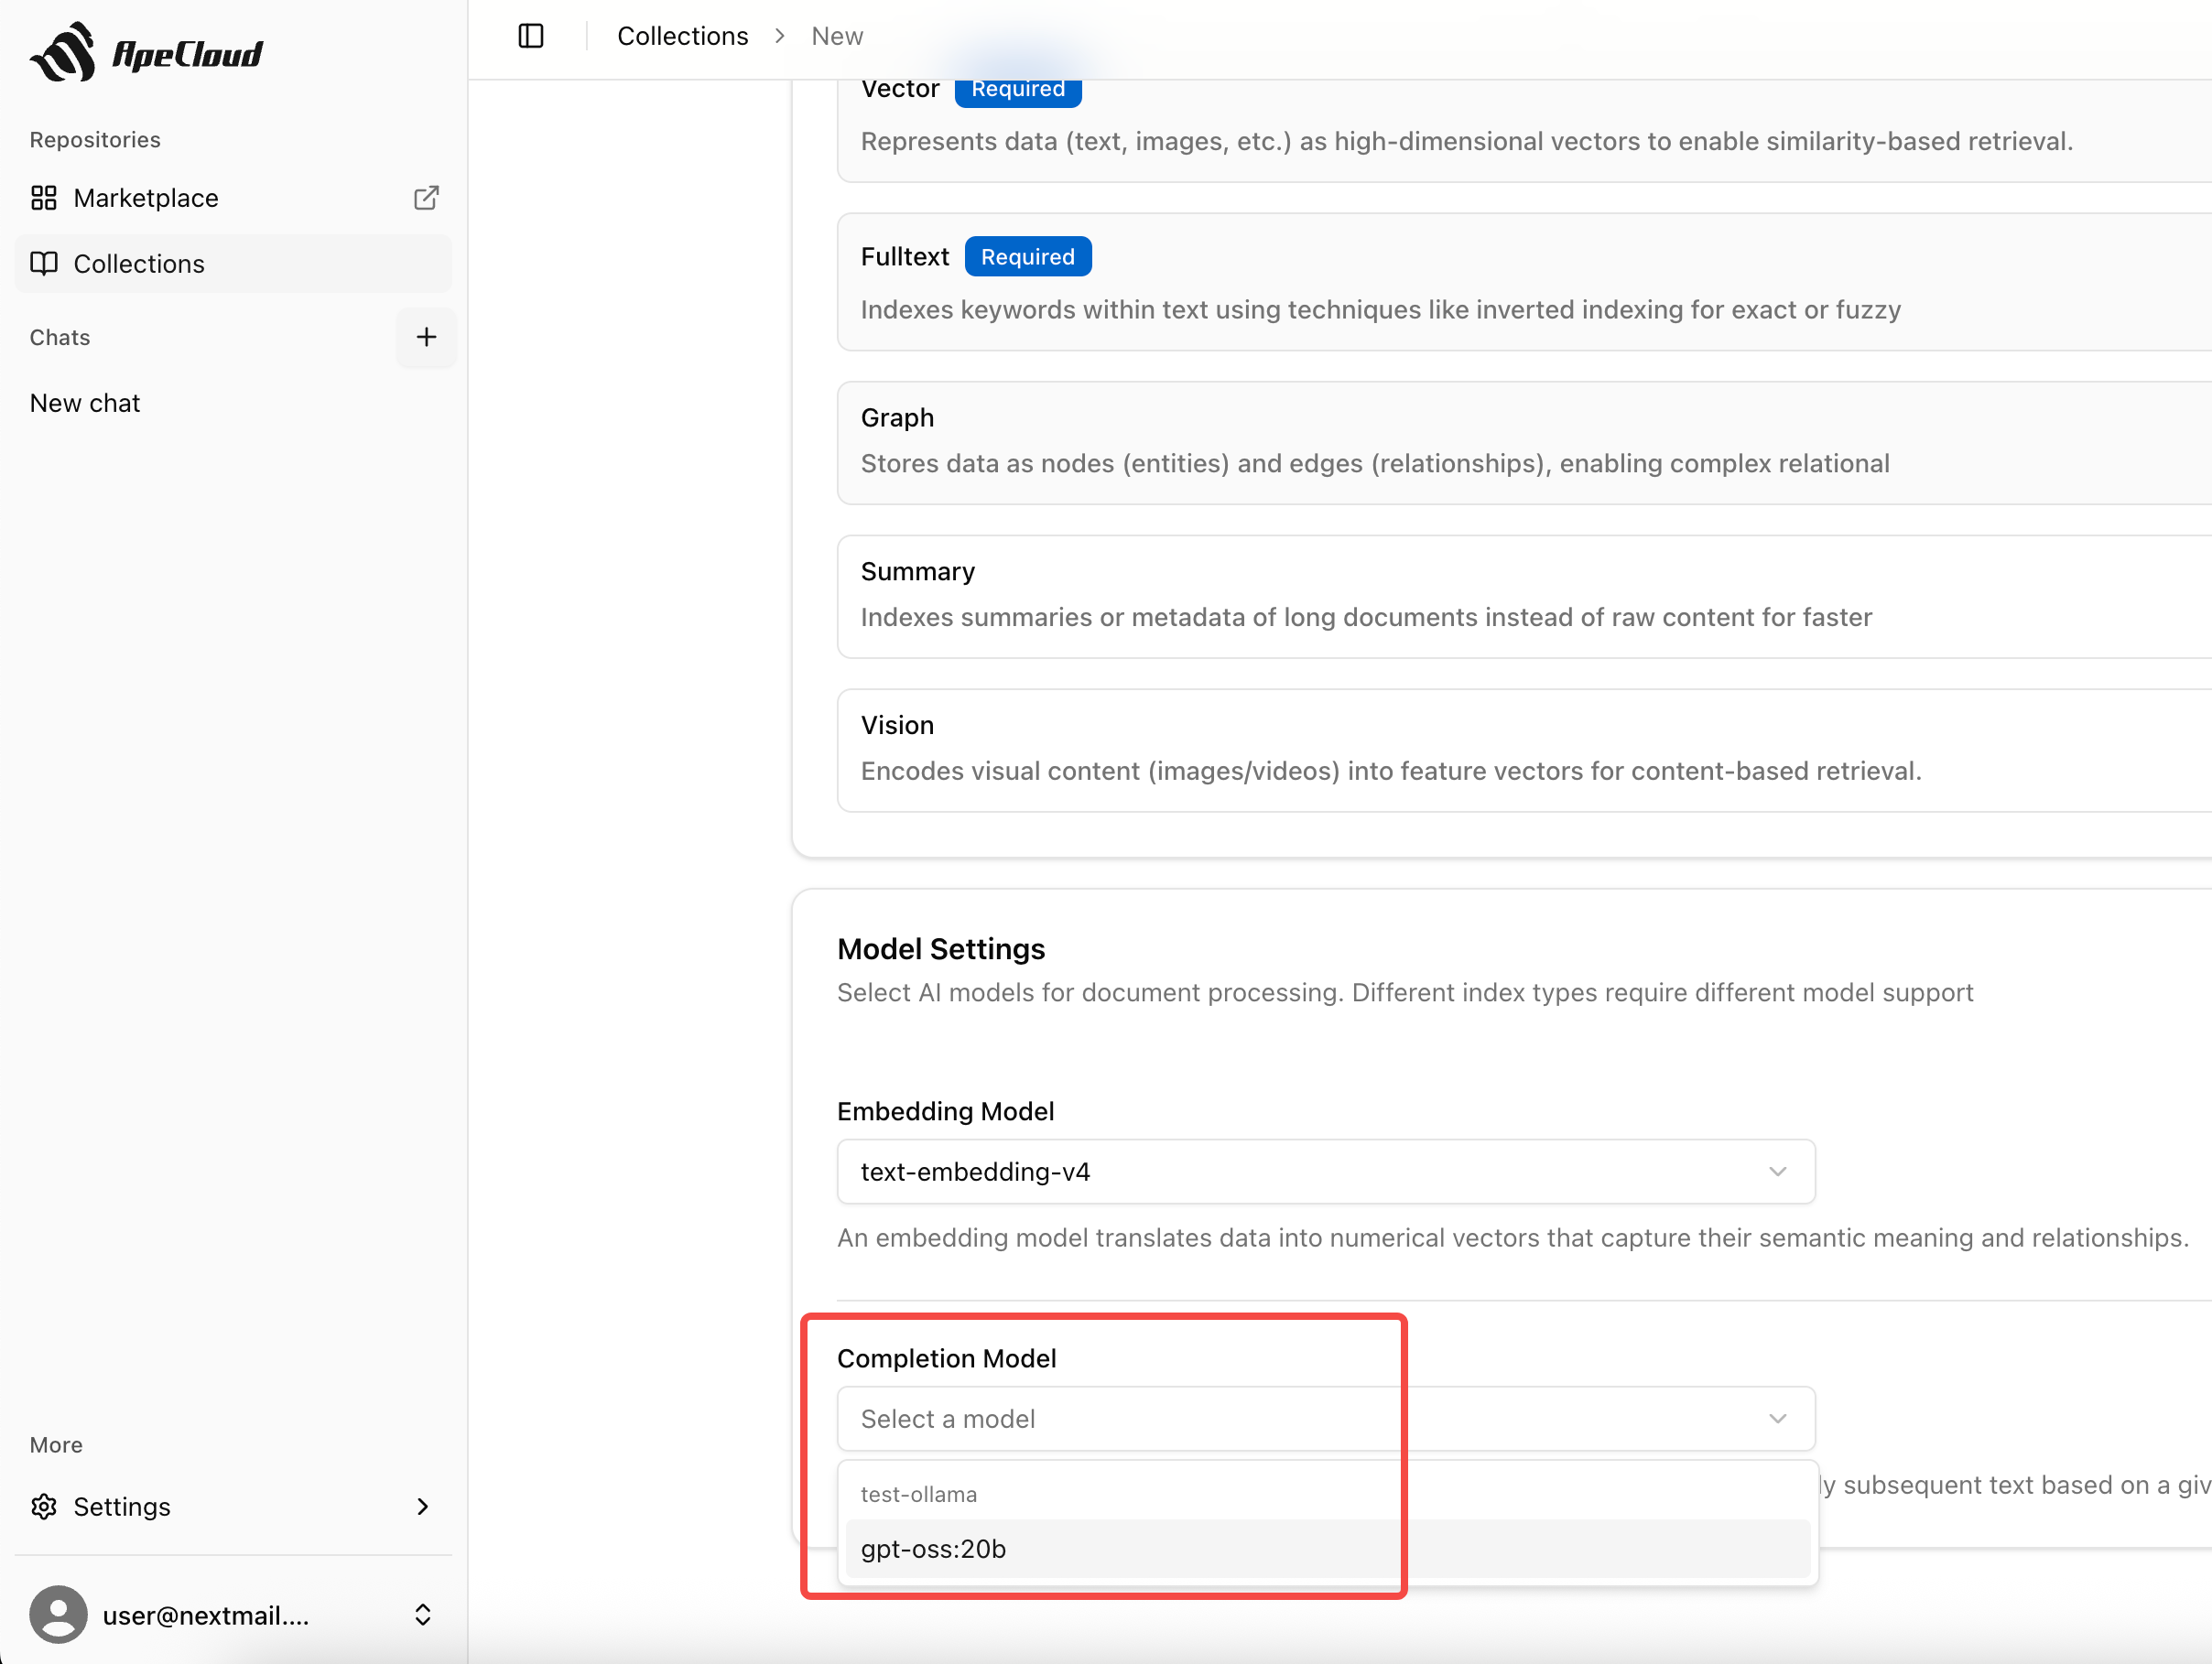 ApeCloud
Collections
New
Repositories
Marketplace
Collections
Chats
New chat
Vector
Required
Represents data (text, images, etc.) as high-dimensional vectors to enable similarity-based retrieval.
Fulltext
Required
Indexes keywords within text using techniques like inverted indexing for exact or fuzzy
Graph
Stores data as nodes (entities) and edges (relationships), enabling complex relational
Summary
Indexes summaries or metadata of long documents instead of raw content for faster
Vision
Encodes visual content (images/videos) into feature vectors for content-based retrieval.
Model Settings
Select AI models for document processing. Different index types require different model support
Embedding Model
text-embedding-v4
An embedding model translates data into numerical vectors that capture their semantic meaning and relationships.
Completion Model
Select a model
test-ollama
subsequent text based on a
gpt-oss:20b
More
Settings
user@nextmail....